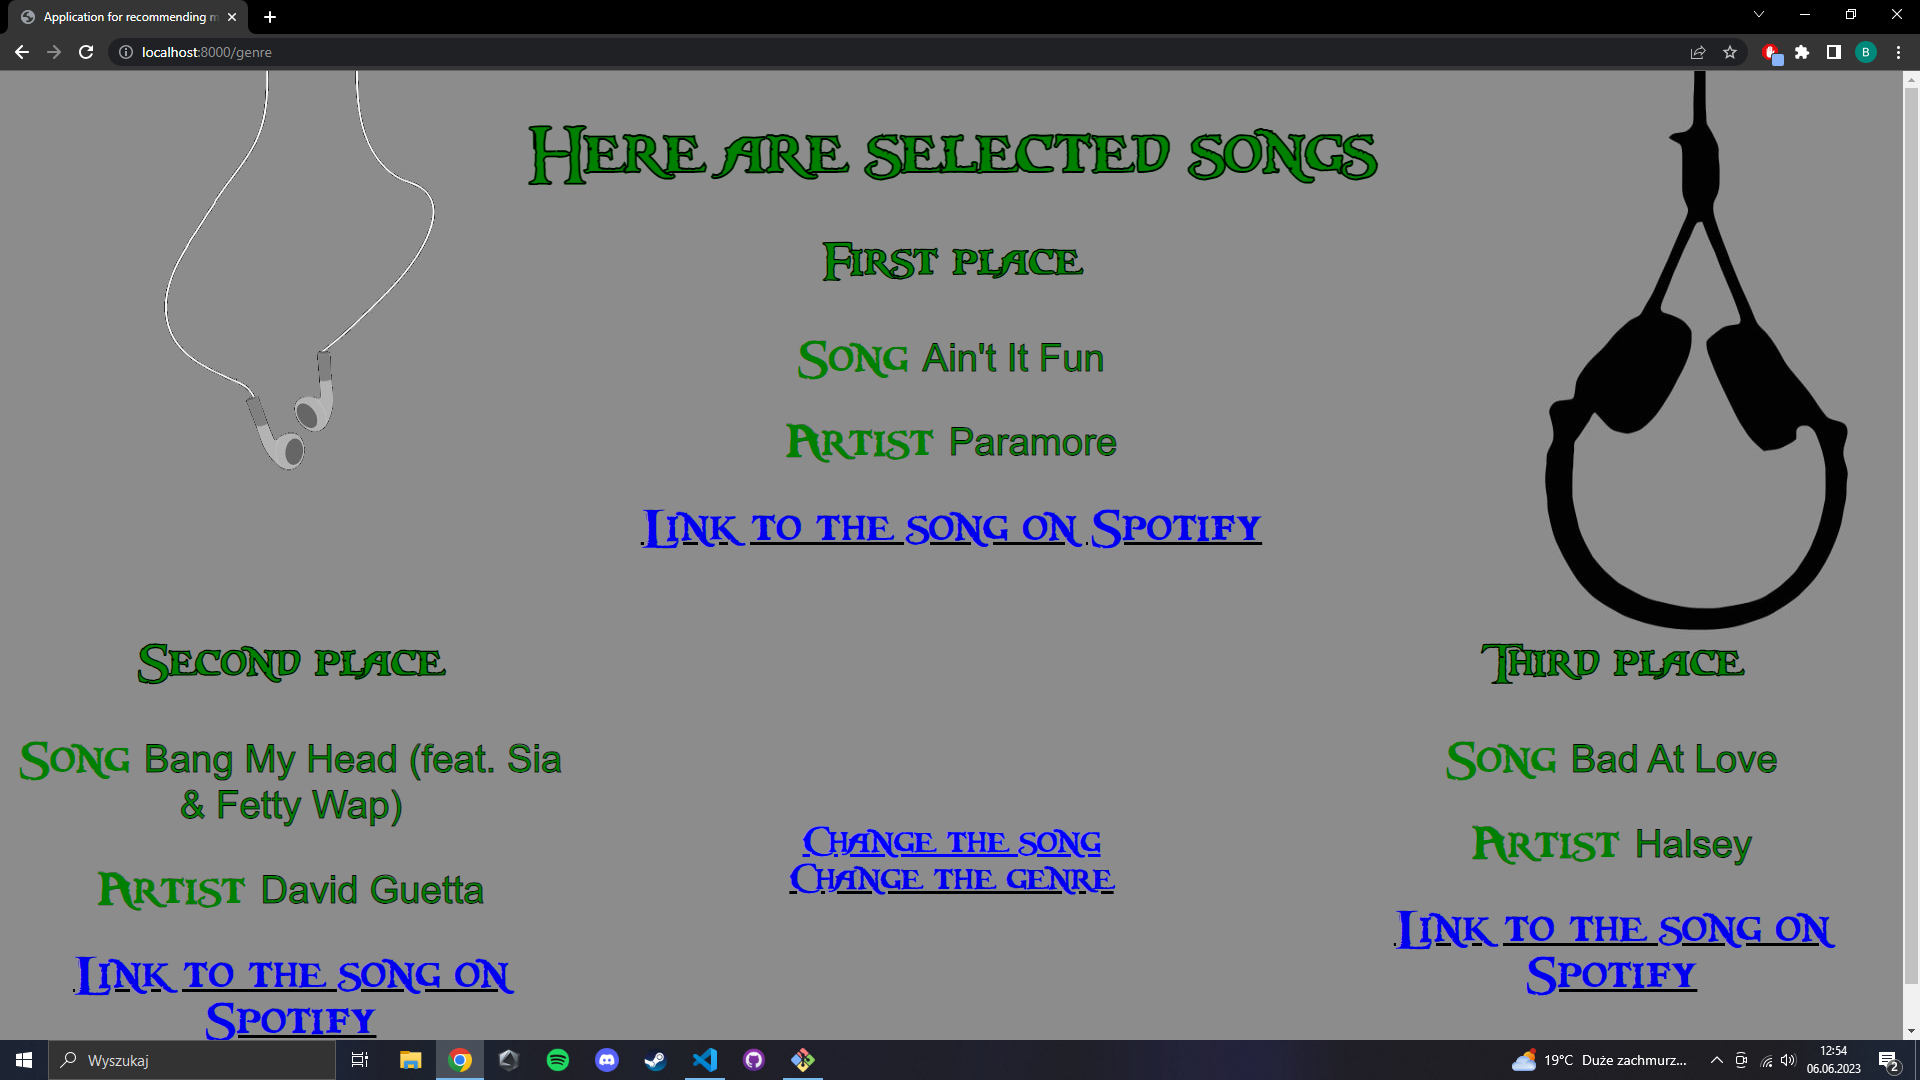 Application for recommending m
localhost:8000/genre
B
Here are selected songs
First place
Song Ain't It Fun
Artist Paramore
Link to the song on Spotify
Second place
Song Bang My Head (feat. Sia
& Fetty Wap)
Artist David Guetta
Link to the song on
Spotify
Change the song
Change the genre
Third place
Song Bad At Love
Artist Halsey
Link to the song on
Spotify
Wyszukaj
19°C Duże zachmurz...
12:54
06.06.2023
2